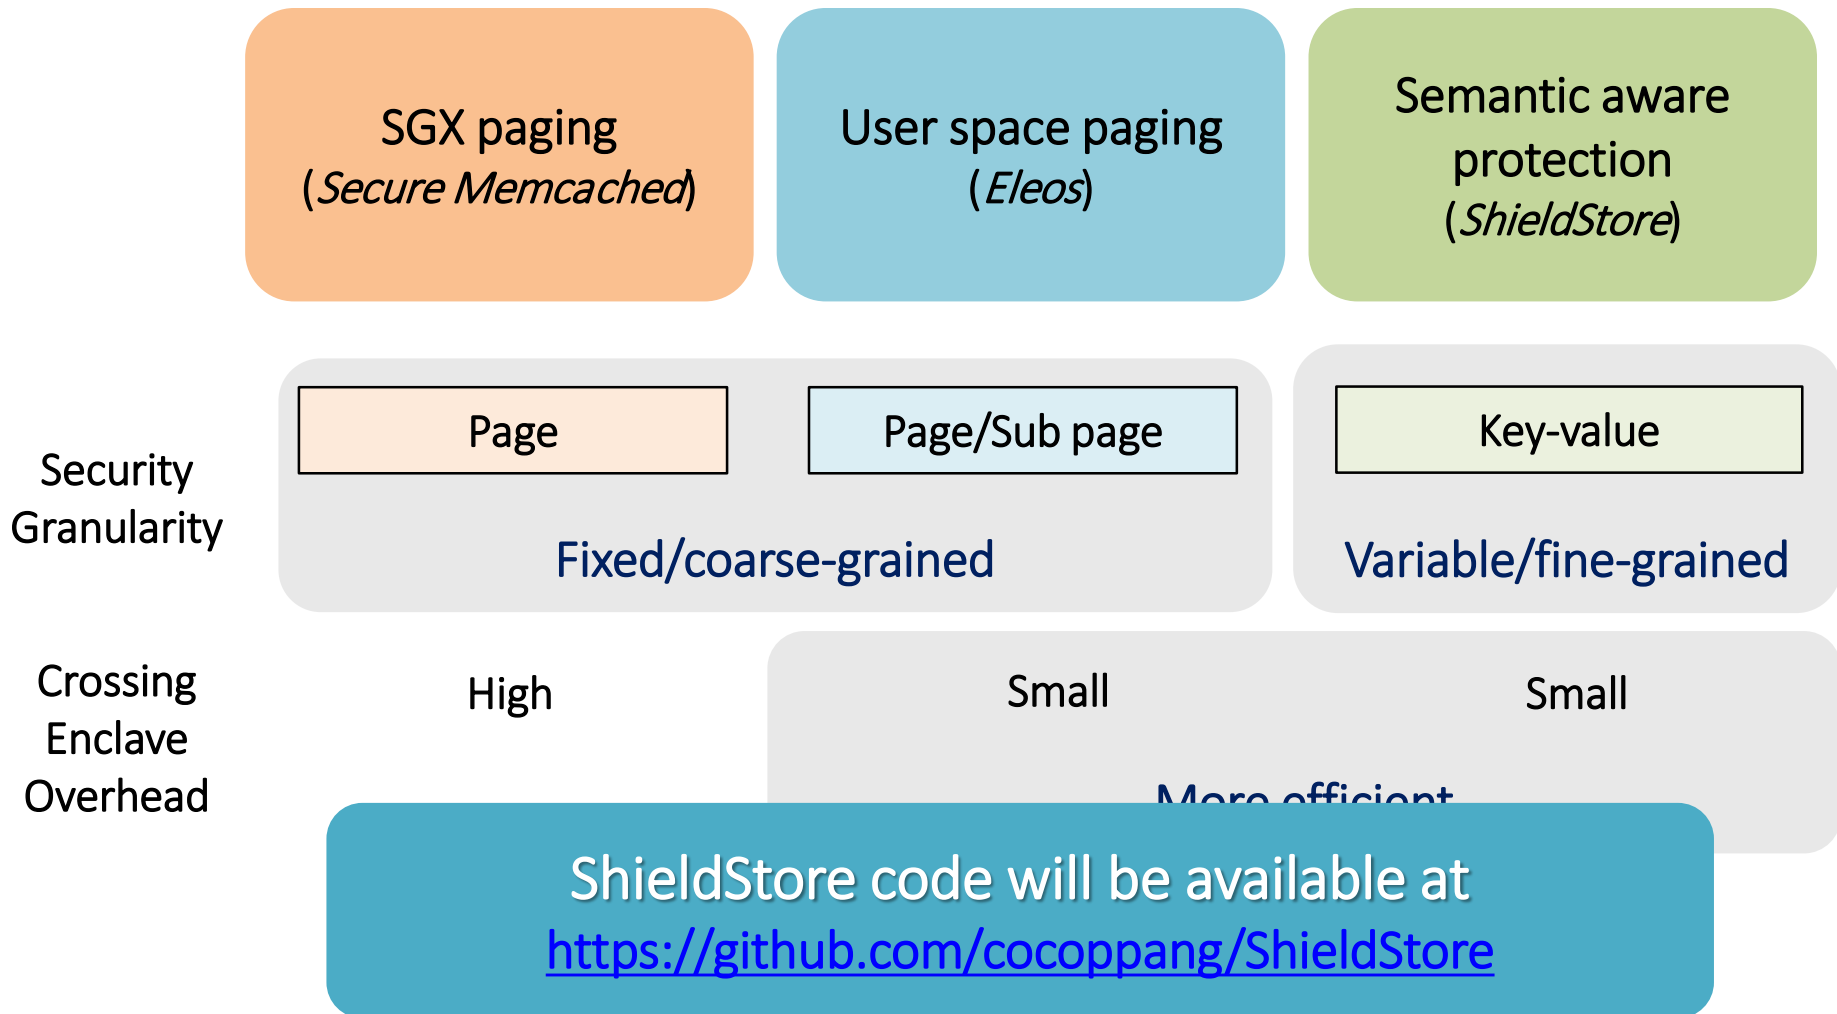 SGX paging
(Secure Memcached)
User space paging
(Eleos)
Semantic aware
protection
(ShieldStore)
Security
Granularity
Page
Page/Sub page
Key-value
Fixed/coarse-grained
Variable/fine-grained
Crossing
Enclave
Overhead
High
Small
Small
More efficient
ShieldStore code will be available at
https://github.com/cocoppang/ShieldStore